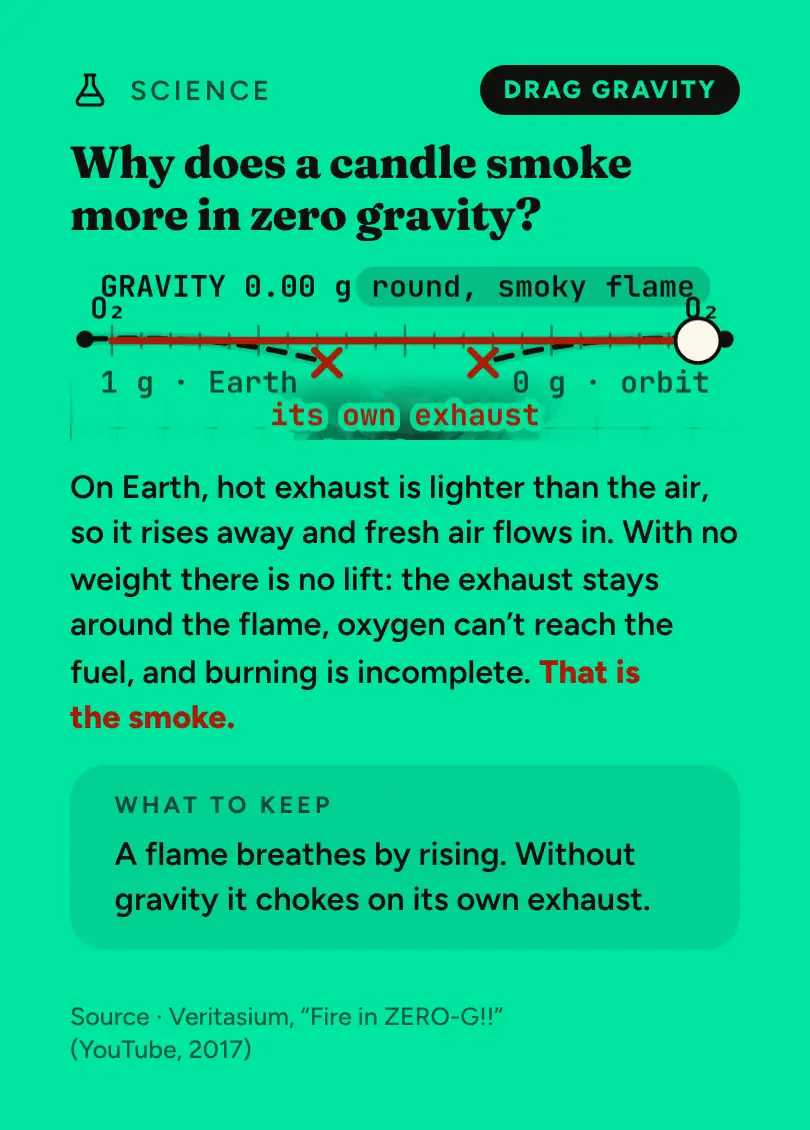 SCIENCE
DRAG GRAVITY
Why does a candle smoke
more in zero gravity?
GRAVITY 0.00 g round, smoky flame
O₂ O₂
1 g · Earth 0 g · orbit
its own exhaust
On Earth, hot exhaust is lighter than the air,
so it rises away and fresh air flows in. With no
weight there is no lift: the exhaust stays
around the flame, oxygen can’t reach the
fuel, and burning is incomplete. That is
the smoke.
WHAT TO KEEP
A flame breathes by rising. Without
gravity it chokes on its own exhaust.
Source · Veritasium, “Fire in ZERO-G!!”
(YouTube, 2017)